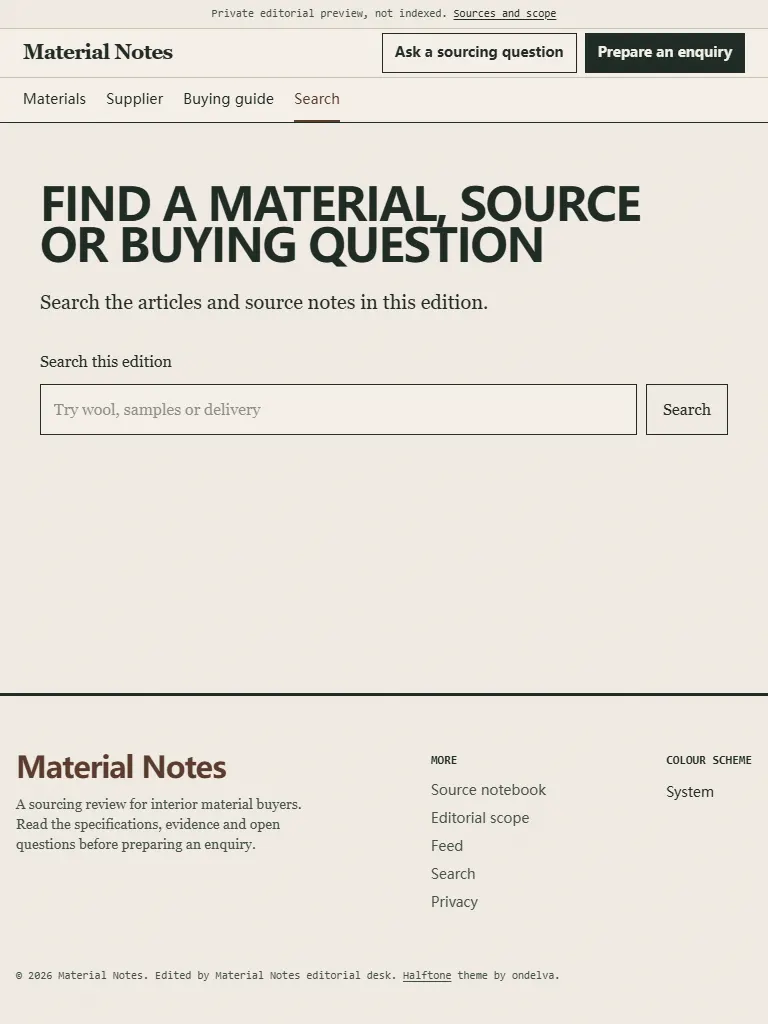 Private editorial preview, not indexed. Sources and scope
Material Notes
Ask a sourcing question
Prepare an enquiry
Materials
Supplier
Buying guide
Search
FIND A MATERIAL, SOURCE
OR BUYING QUESTION
Search the articles and source notes in this edition.
Search this edition
Try wool, samples or delivery
Search
Material Notes
A sourcing review for interior material buyers.
Read the specifications, evidence and open
questions before preparing an enquiry.
MORE
Source notebook
Editorial scope
Feed
Search
Privacy
COLOUR SCHEME
System
© 2026 Material Notes. Edited by Material Notes editorial desk. Halftone theme by ondelva.